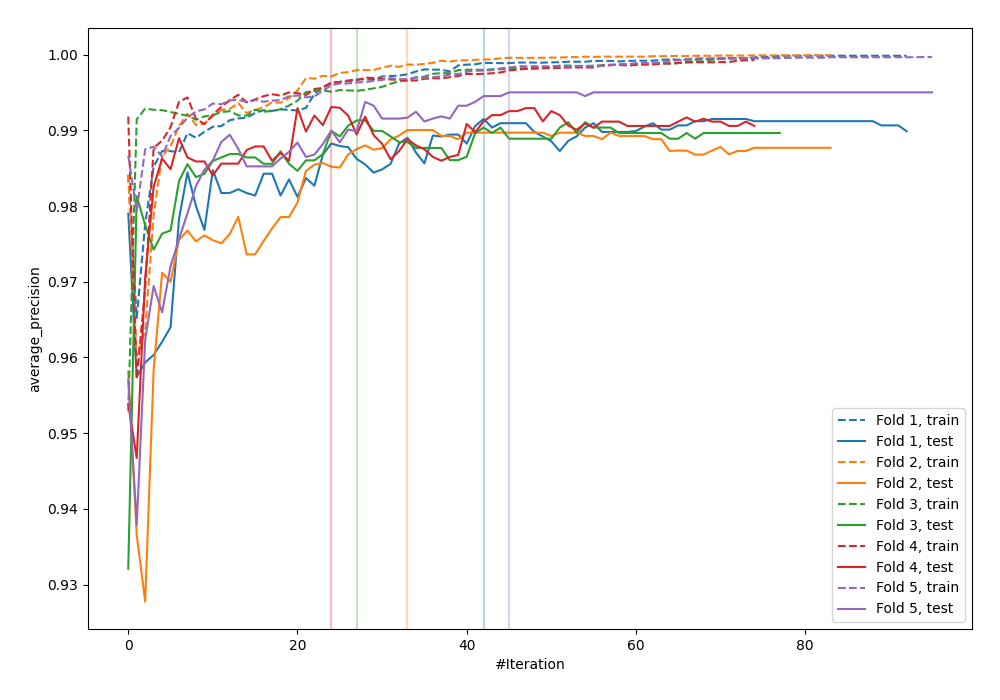 1.00
0.99
0.98
0.97
0.96
0.95
0.94
0.93
average_precision
0
20
40
60
80
#Iteration
Fold 1, train
Fold 1, test
Fold 2, train
Fold 2, test
Fold 3, train
Fold 3, test
Fold 4, train
Fold 4, test
Fold 5, train
Fold 5, test